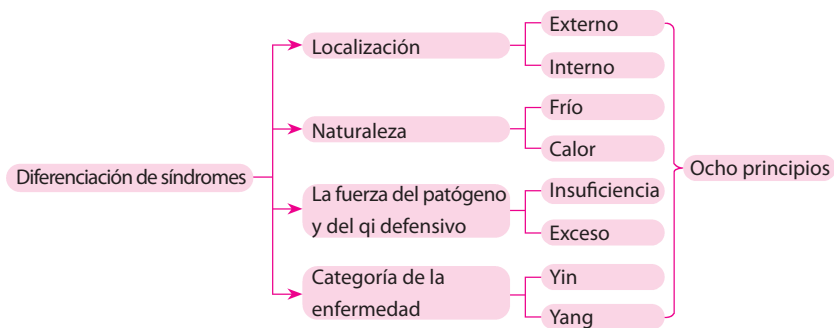 Diferenciación de síndromes
Localización
Externo
Interno
Naturaleza
Frío
Calor
La fuerza del patógeno
y del qi defensivo
Insuficiencia
Exceso
Categoría de la
enfermedad
Yin
Yang
Ocho principios